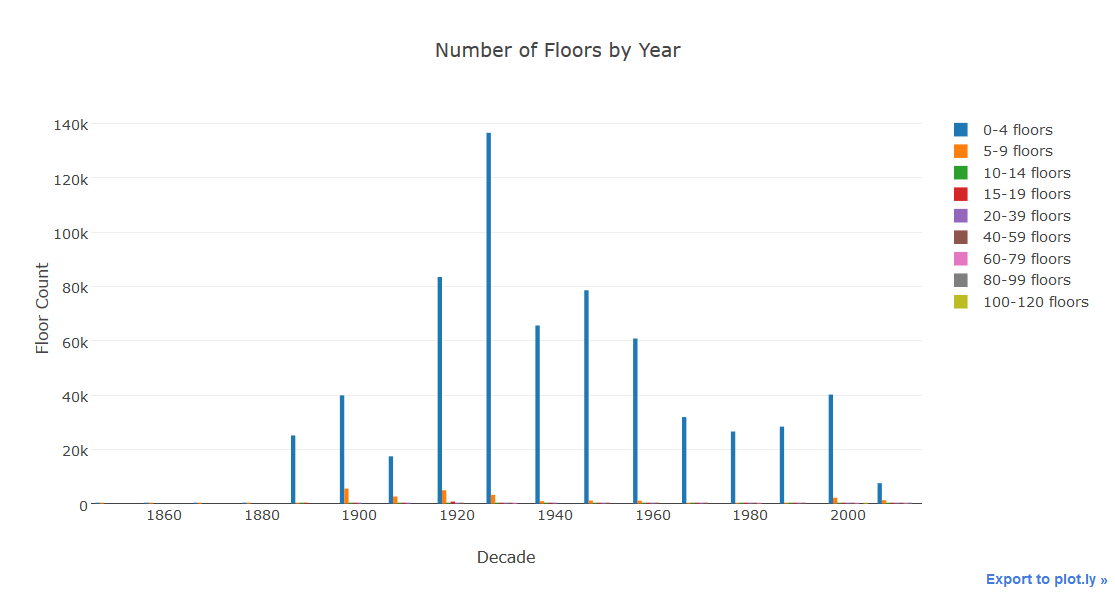 Number of Floors by Year
140k
120k
100k
80k
60k
40k
20k
0
Floor Count
1860 1880 1900 1920 1940 1960 1980 2000
Decade
0-4 floors
5-9 floors
10-14 floors
15-19 floors
20-39 floors
40-59 floors
60-79 floors
80-99 floors
100-120 floors
Export to plot.ly »